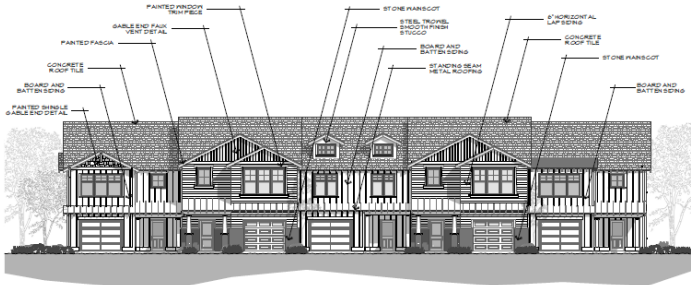 PAINTED WINDOW
TRIM PIECE
GABLE END FAUX
VENT DETAIL
PAINTED FASCIA
CONCRETE
ROOF TILE
BOARD AND
BATTEN SIDING
PAINTED SHINGLE
GABLE END DETAIL
STONE WAINSCOT
STEEL TROWEL
SMOOTH FINISH
STUCCO
BOARD AND
BATTEN SIDING
STANDING SEAM
METAL ROOFING
6" HORIZONTAL
LAP SIDING
CONCRETE
ROOF TILE
STONE WAINSCOT
BOARD AND
BATTEN SIDING